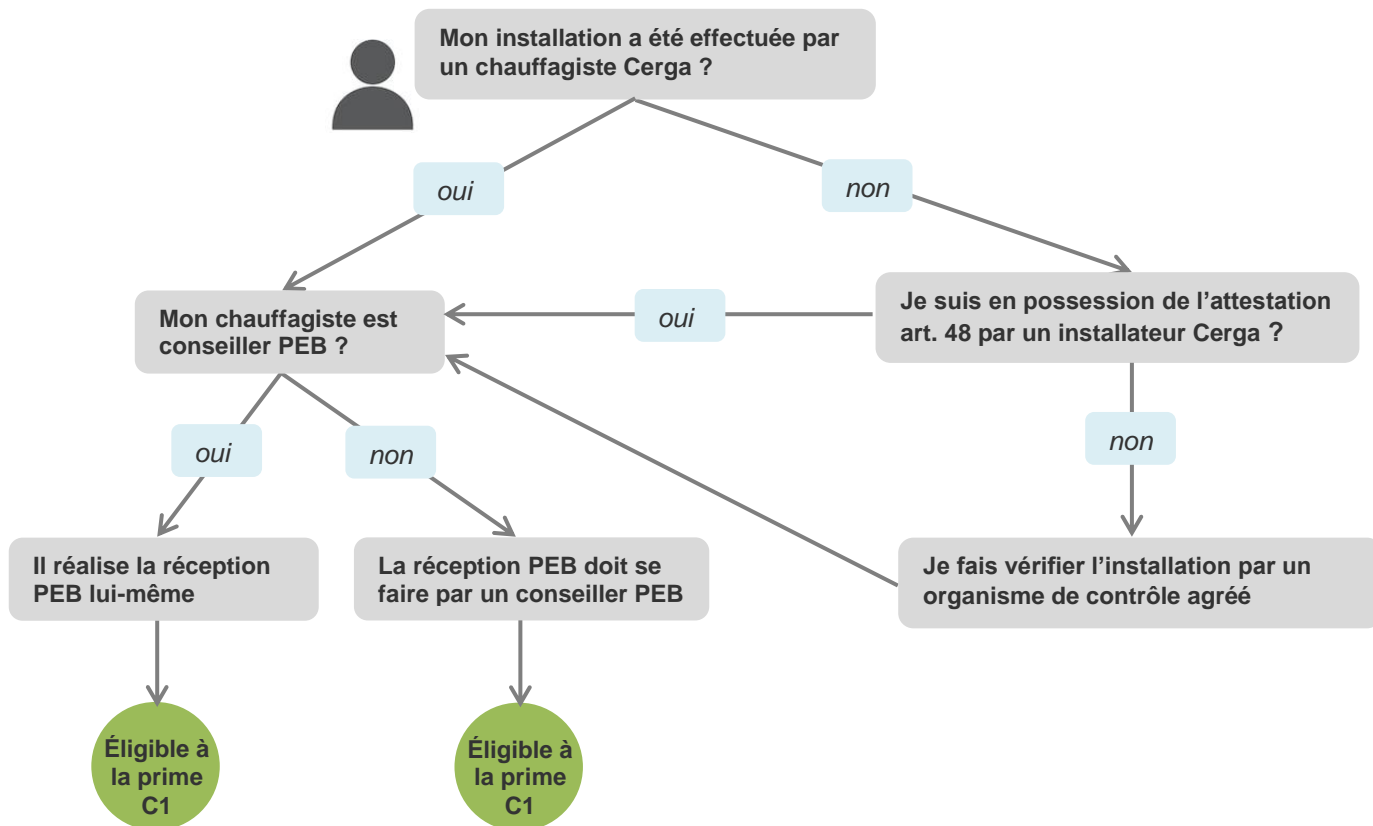 Mon installation a été effectuée par
un chauffagiste Cerga ?
oui
non
Mon chauffagiste est
conseiller PEB ?
oui
Je suis en possession de l’attestation
art. 48 par un installateur Cerga ?
oui
non
non
Il réalise la réception
PEB lui-même
La réception PEB doit se
faire par un conseiller PEB
Je fais vérifier l’installation par un
organisme de contrôle agréé
Éligible à
la prime
C1
Éligible à
la prime
C1